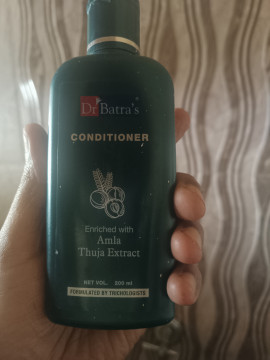 Dr Batra's
CONDITIONER
Enriched with
Amla
Thuja Extract
NET VOL. 200 ml
FORMULATED BY TRICHOLOGISTS